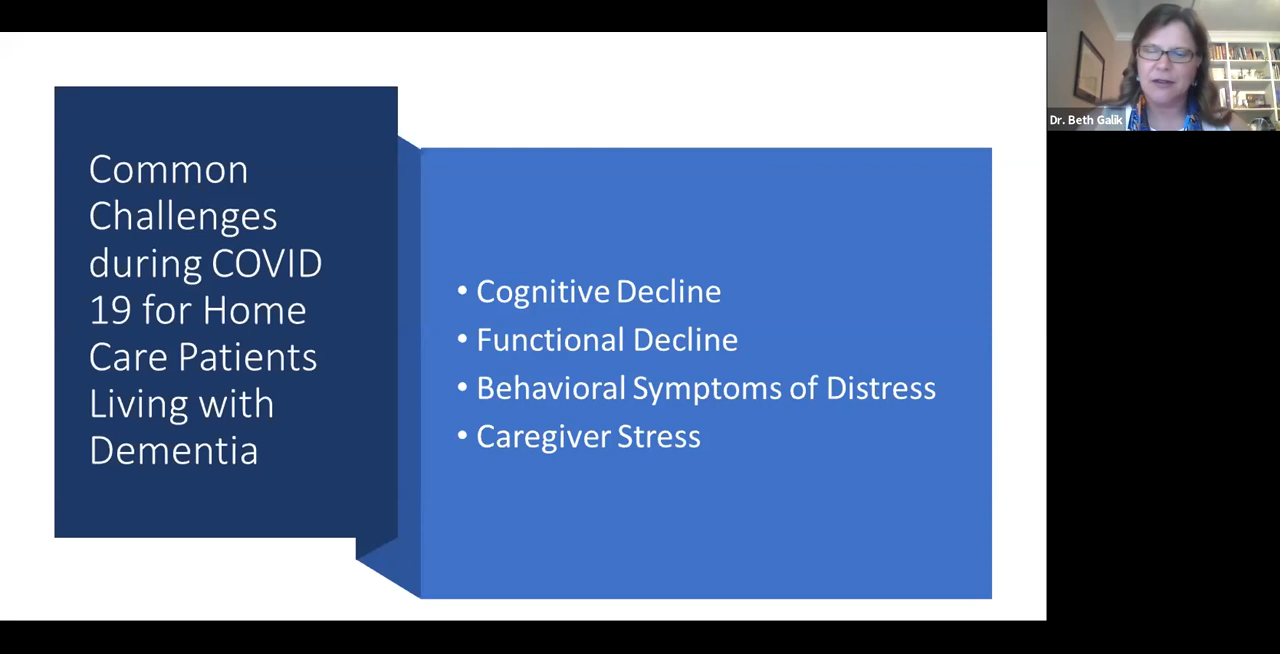 Common
Challenges
during COVID
19 for Home
Care Patients
Living with
Dementia
• Cognitive Decline
• Functional Decline
• Behavioral Symptoms of Distress
• Caregiver Stress
Dr. Beth Galik